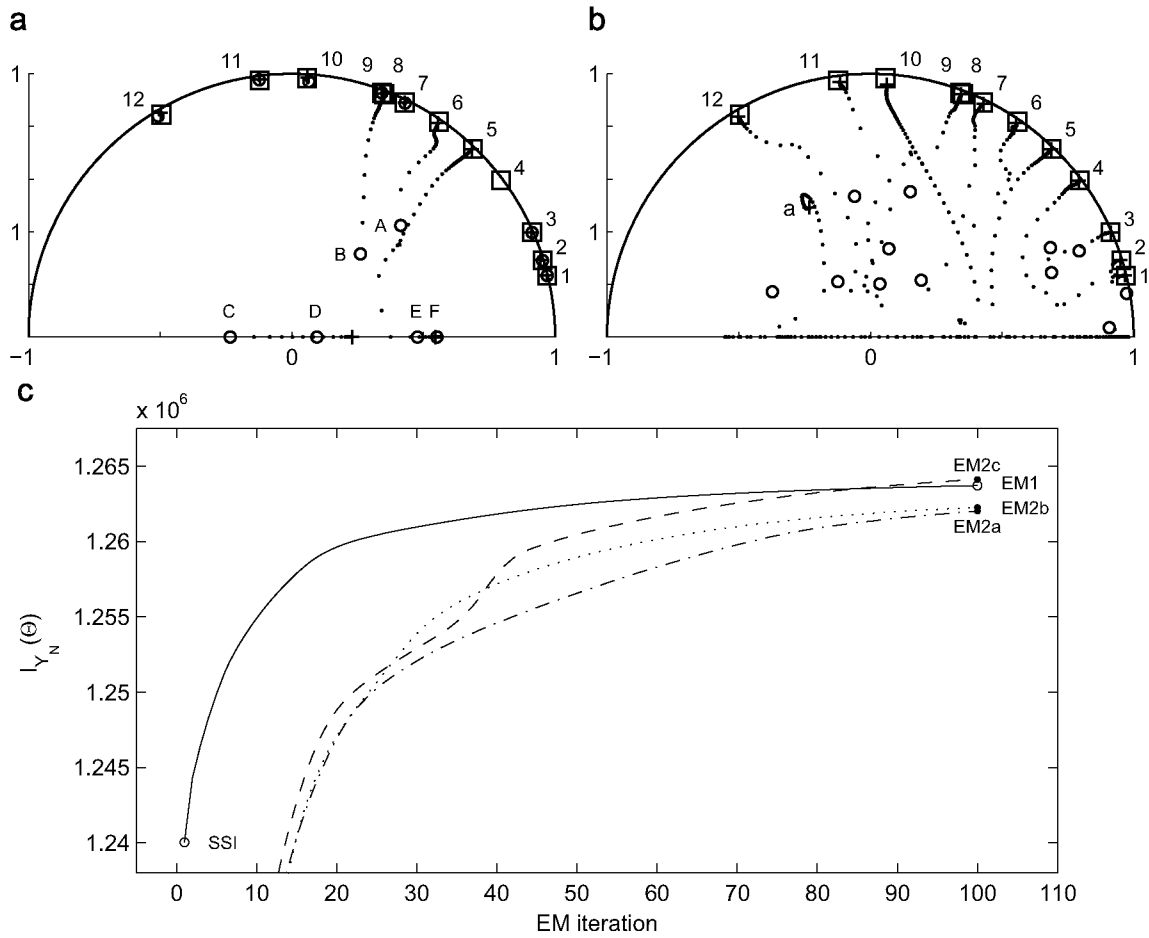 a
b
11
10
9
8
7
6
5
4
3
2
1
12
A
B
C
D
E
F
1
1
−1
0
1
11
10
9
8
7
6
5
4
3
2
1
12
a
−1
0
1
c
x 10^6
1.265
1.26
1.255
1.25
1.245
1.24
l_{Y_N}(Θ)
EM2c
EM1
EM2b
EM2a
SSI
0 10 20 30 40 50 60 70 80 90 100 110
EM iteration